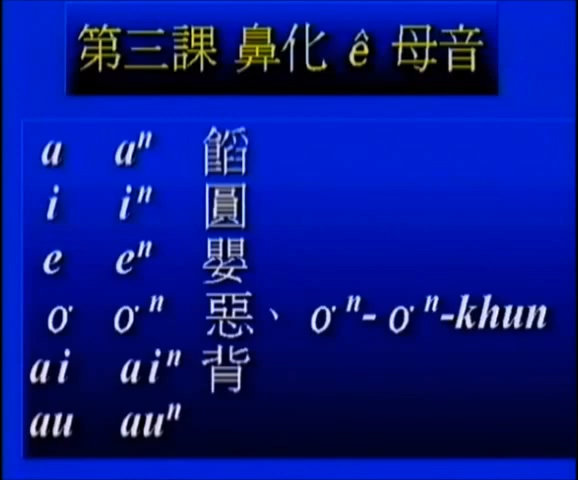 第三課 鼻化 ê 母音
a aⁿ 餡
i iⁿ 圓
e eⁿ 嬰
o͘ o͘ⁿ 惡、o͘ⁿ-o͘ⁿ-khun
ai aiⁿ 背
au auⁿ